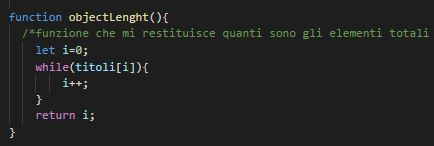 function objectLenght(){
/*funzione che mi restituisce quanti sono gli elementi totali
let i=0;
while(titoli[i]){
i++;
}
return i;
}